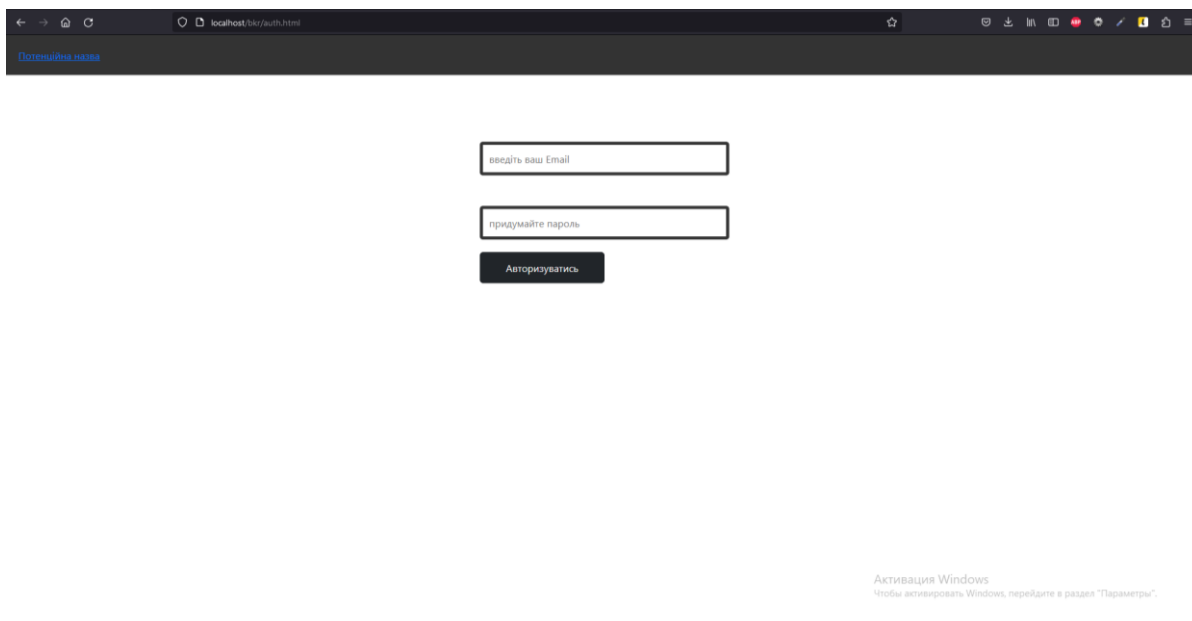 localhost/bkr/auth.html
ABP
Потенційна назва
введіть ваш Email
придумайте пароль
Авторизуватись
Активация Windows
Чтобы активировать Windows, перейдите в раздел "Параметры".